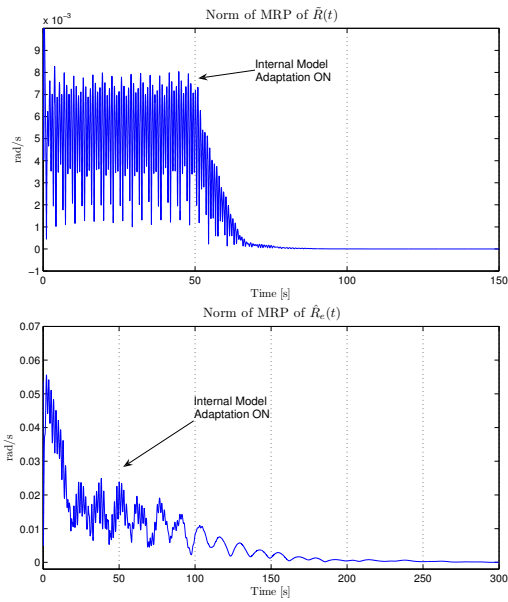 Norm of MRP of R̃(t)
x 10⁻³
9
8
7
6
5
4
3
2
1
0
−1
rad/s
Internal Model
Adaptation ON
0 50 100 150
Time [s]
Norm of MRP of R̂ₑ(t)
0.07
0.06
0.05
0.04
0.03
0.02
0.01
0
rad/s
Internal Model
Adaptation ON
0 50 100 150 200 250 300
Time [s]